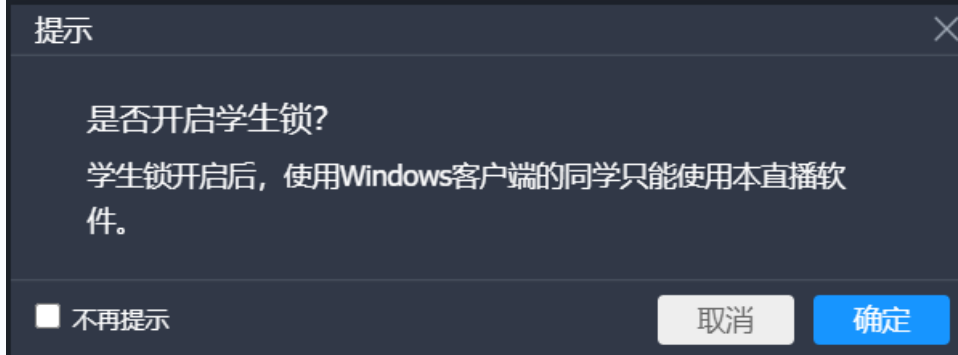 提示
是否开启学生锁?
学生锁开启后，使用Windows客户端的同学只能使用本直播软
件。
不再提示
取消
确定